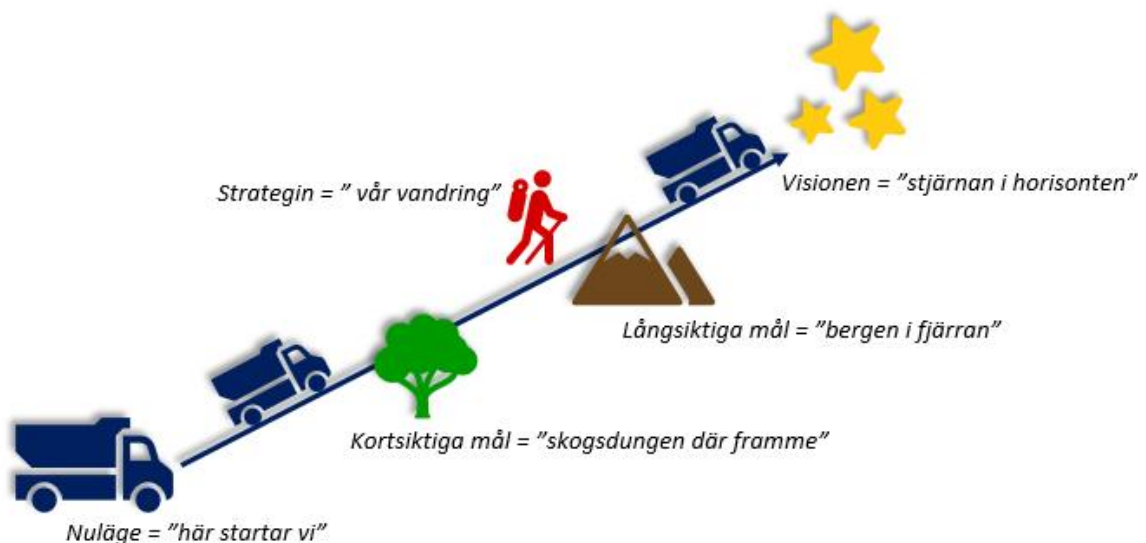 Strategin = ” vår vandring”
Visionen = ”stjärnan i horisonten”
Långsiktiga mål = ”bergen i fjärran”
Kortsiktiga mål = ”skogsdungen där framme”
Nuläge = ”här startar vi”